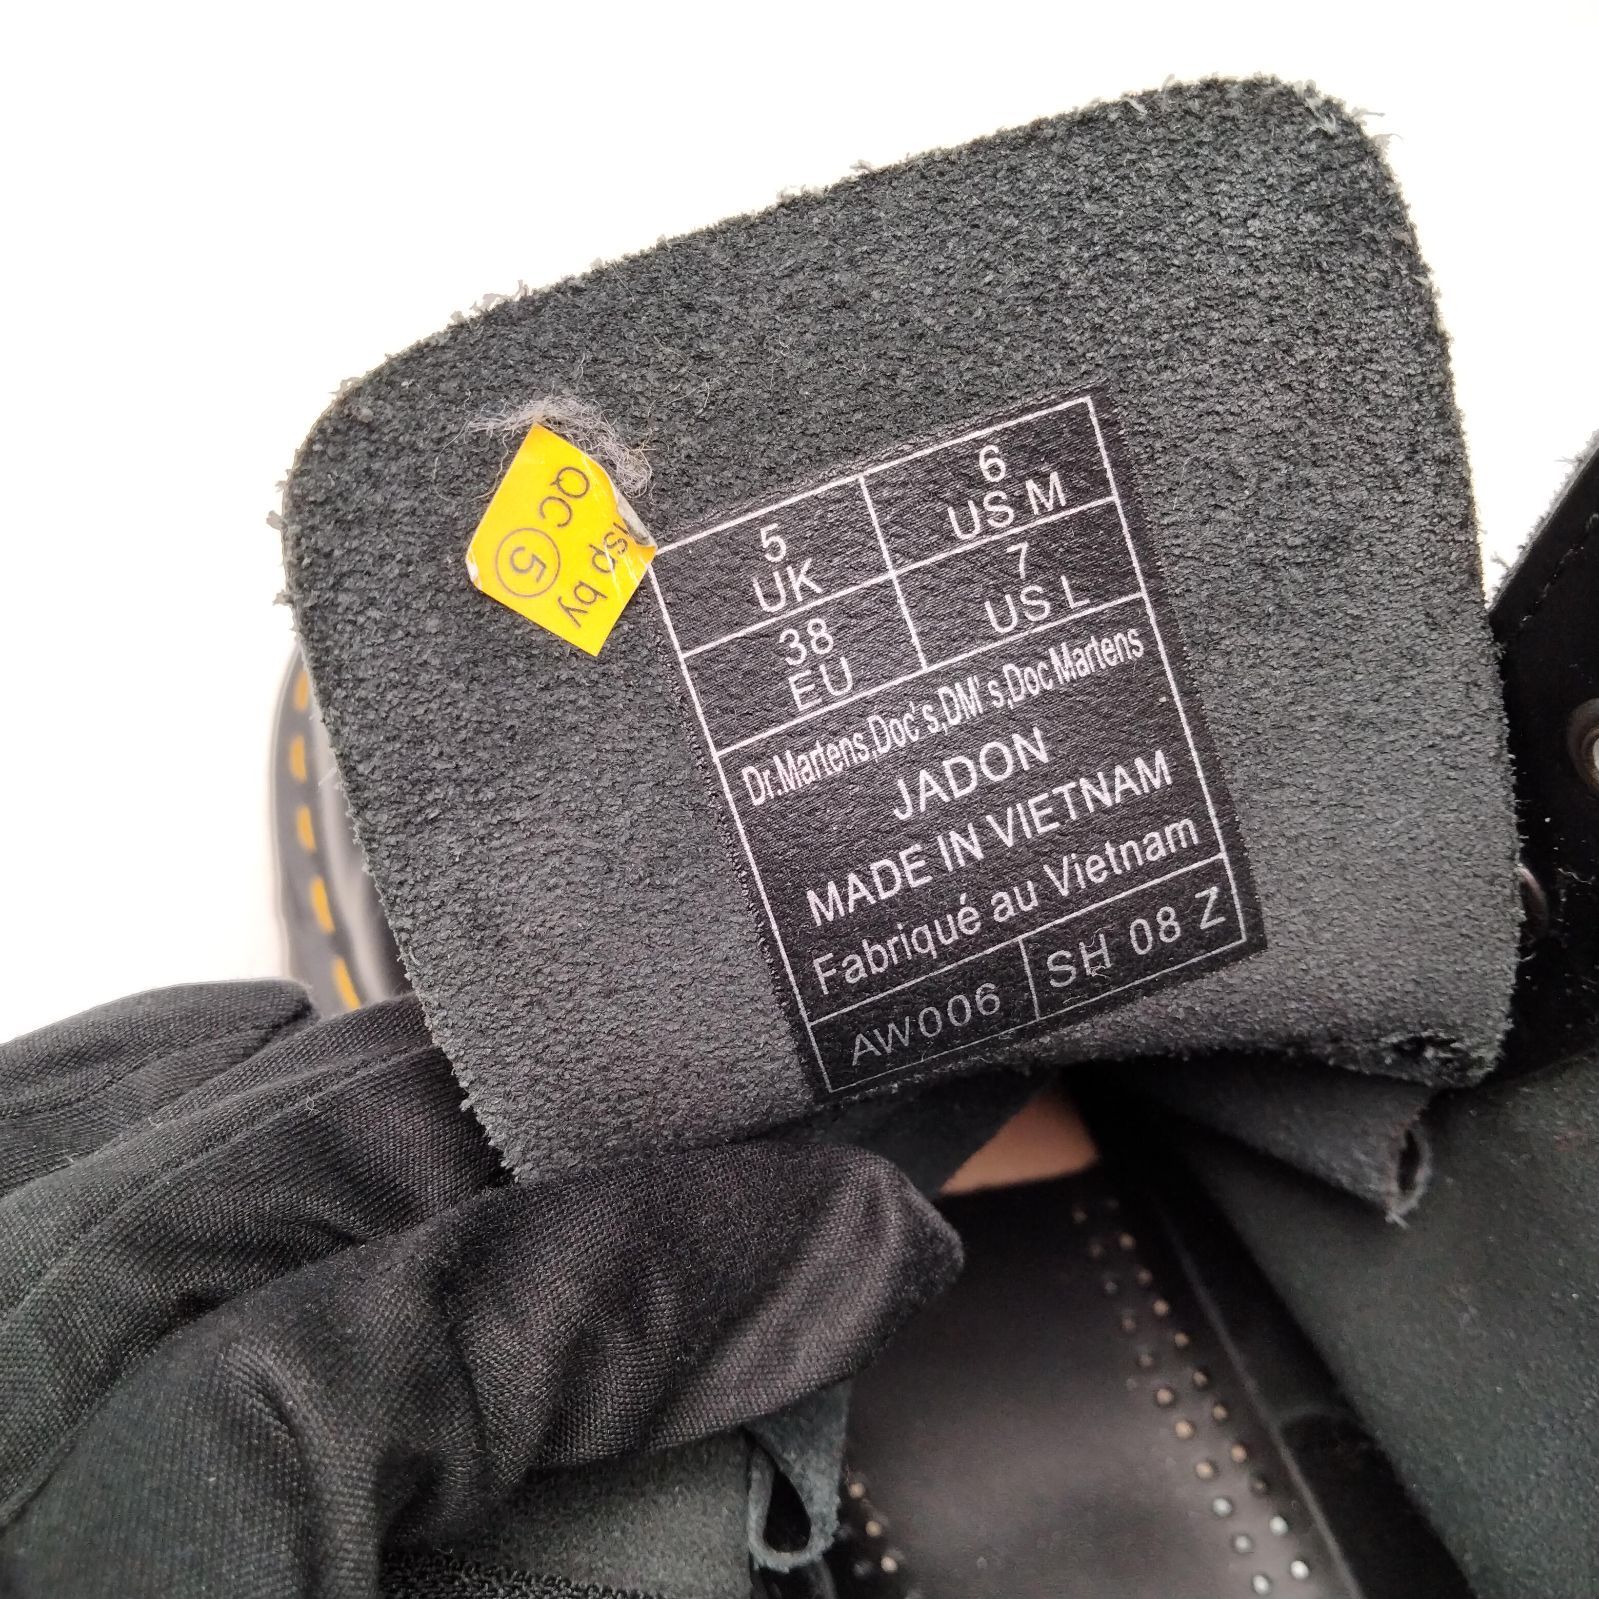 5
UK
6
US M
38
EU
7
US L
Dr.Martens,Doc's,DM's,Doc Martens
JADON
MADE IN VIETNAM
Fabriqué au Vietnam
AW006
SH 08 Z
by
QC 5